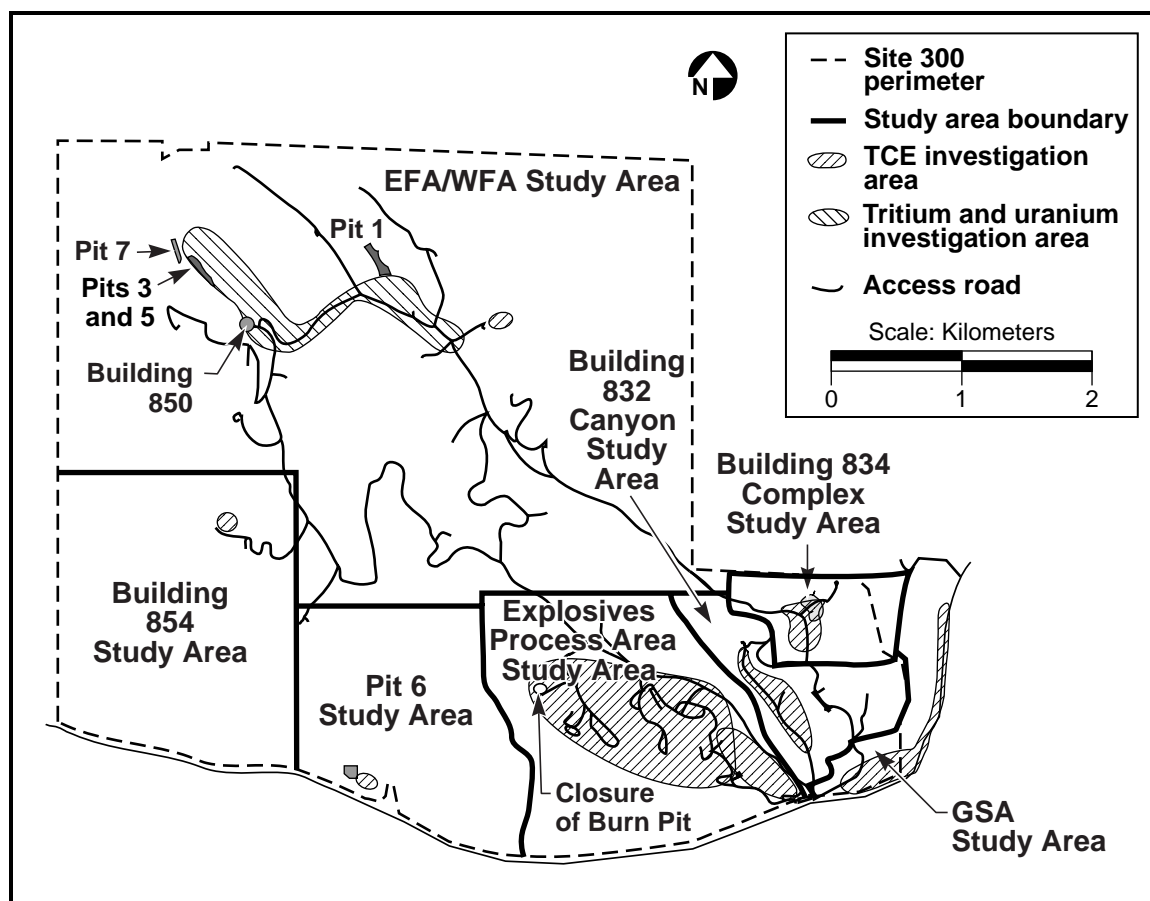 N
Site 300
perimeter
Study area boundary
TCE investigation
area
Tritium and uranium
investigation area
Access road
Scale: Kilometers
0 1 2
EFA/WFA Study Area
Pit 1
Pit 7
Pits 3
and 5
Building
850
Building
832
Canyon
Study
Area
Building 834
Complex
Study Area
Building
854
Study Area
Pit 6
Study Area
Explosives
Process Area
Study Area
Closure
of Burn Pit
GSA
Study Area